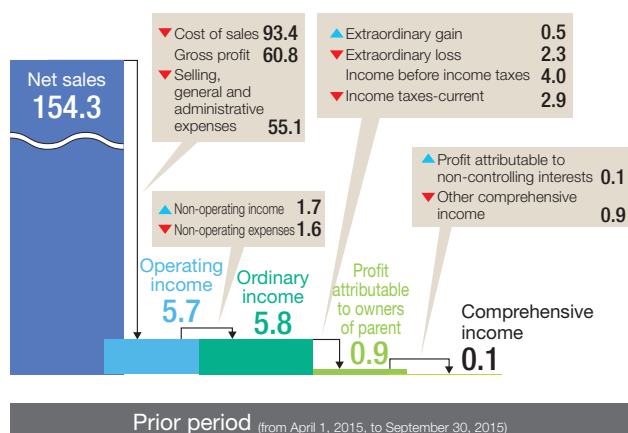 Net sales
154.3
▼ Cost of sales 93.4
Gross profit 60.8
▼ Selling,
general and
administrative
expenses 55.1
▲ Extraordinary gain 0.5
▼ Extraordinary loss 2.3
Income before income taxes 4.0
▼ Income taxes-current 2.9
▲ Non-operating income 1.7
▼ Non-operating expenses 1.6
▲ Profit attributable to
non-controlling interests 0.1
▼ Other comprehensive
income 0.9
Operating
income
5.7
Ordinary
income
5.8
Profit
attributable
to owners
of parent
0.9
Comprehensive
income
0.1
Prior period (from April 1, 2015, to September 30, 2015)